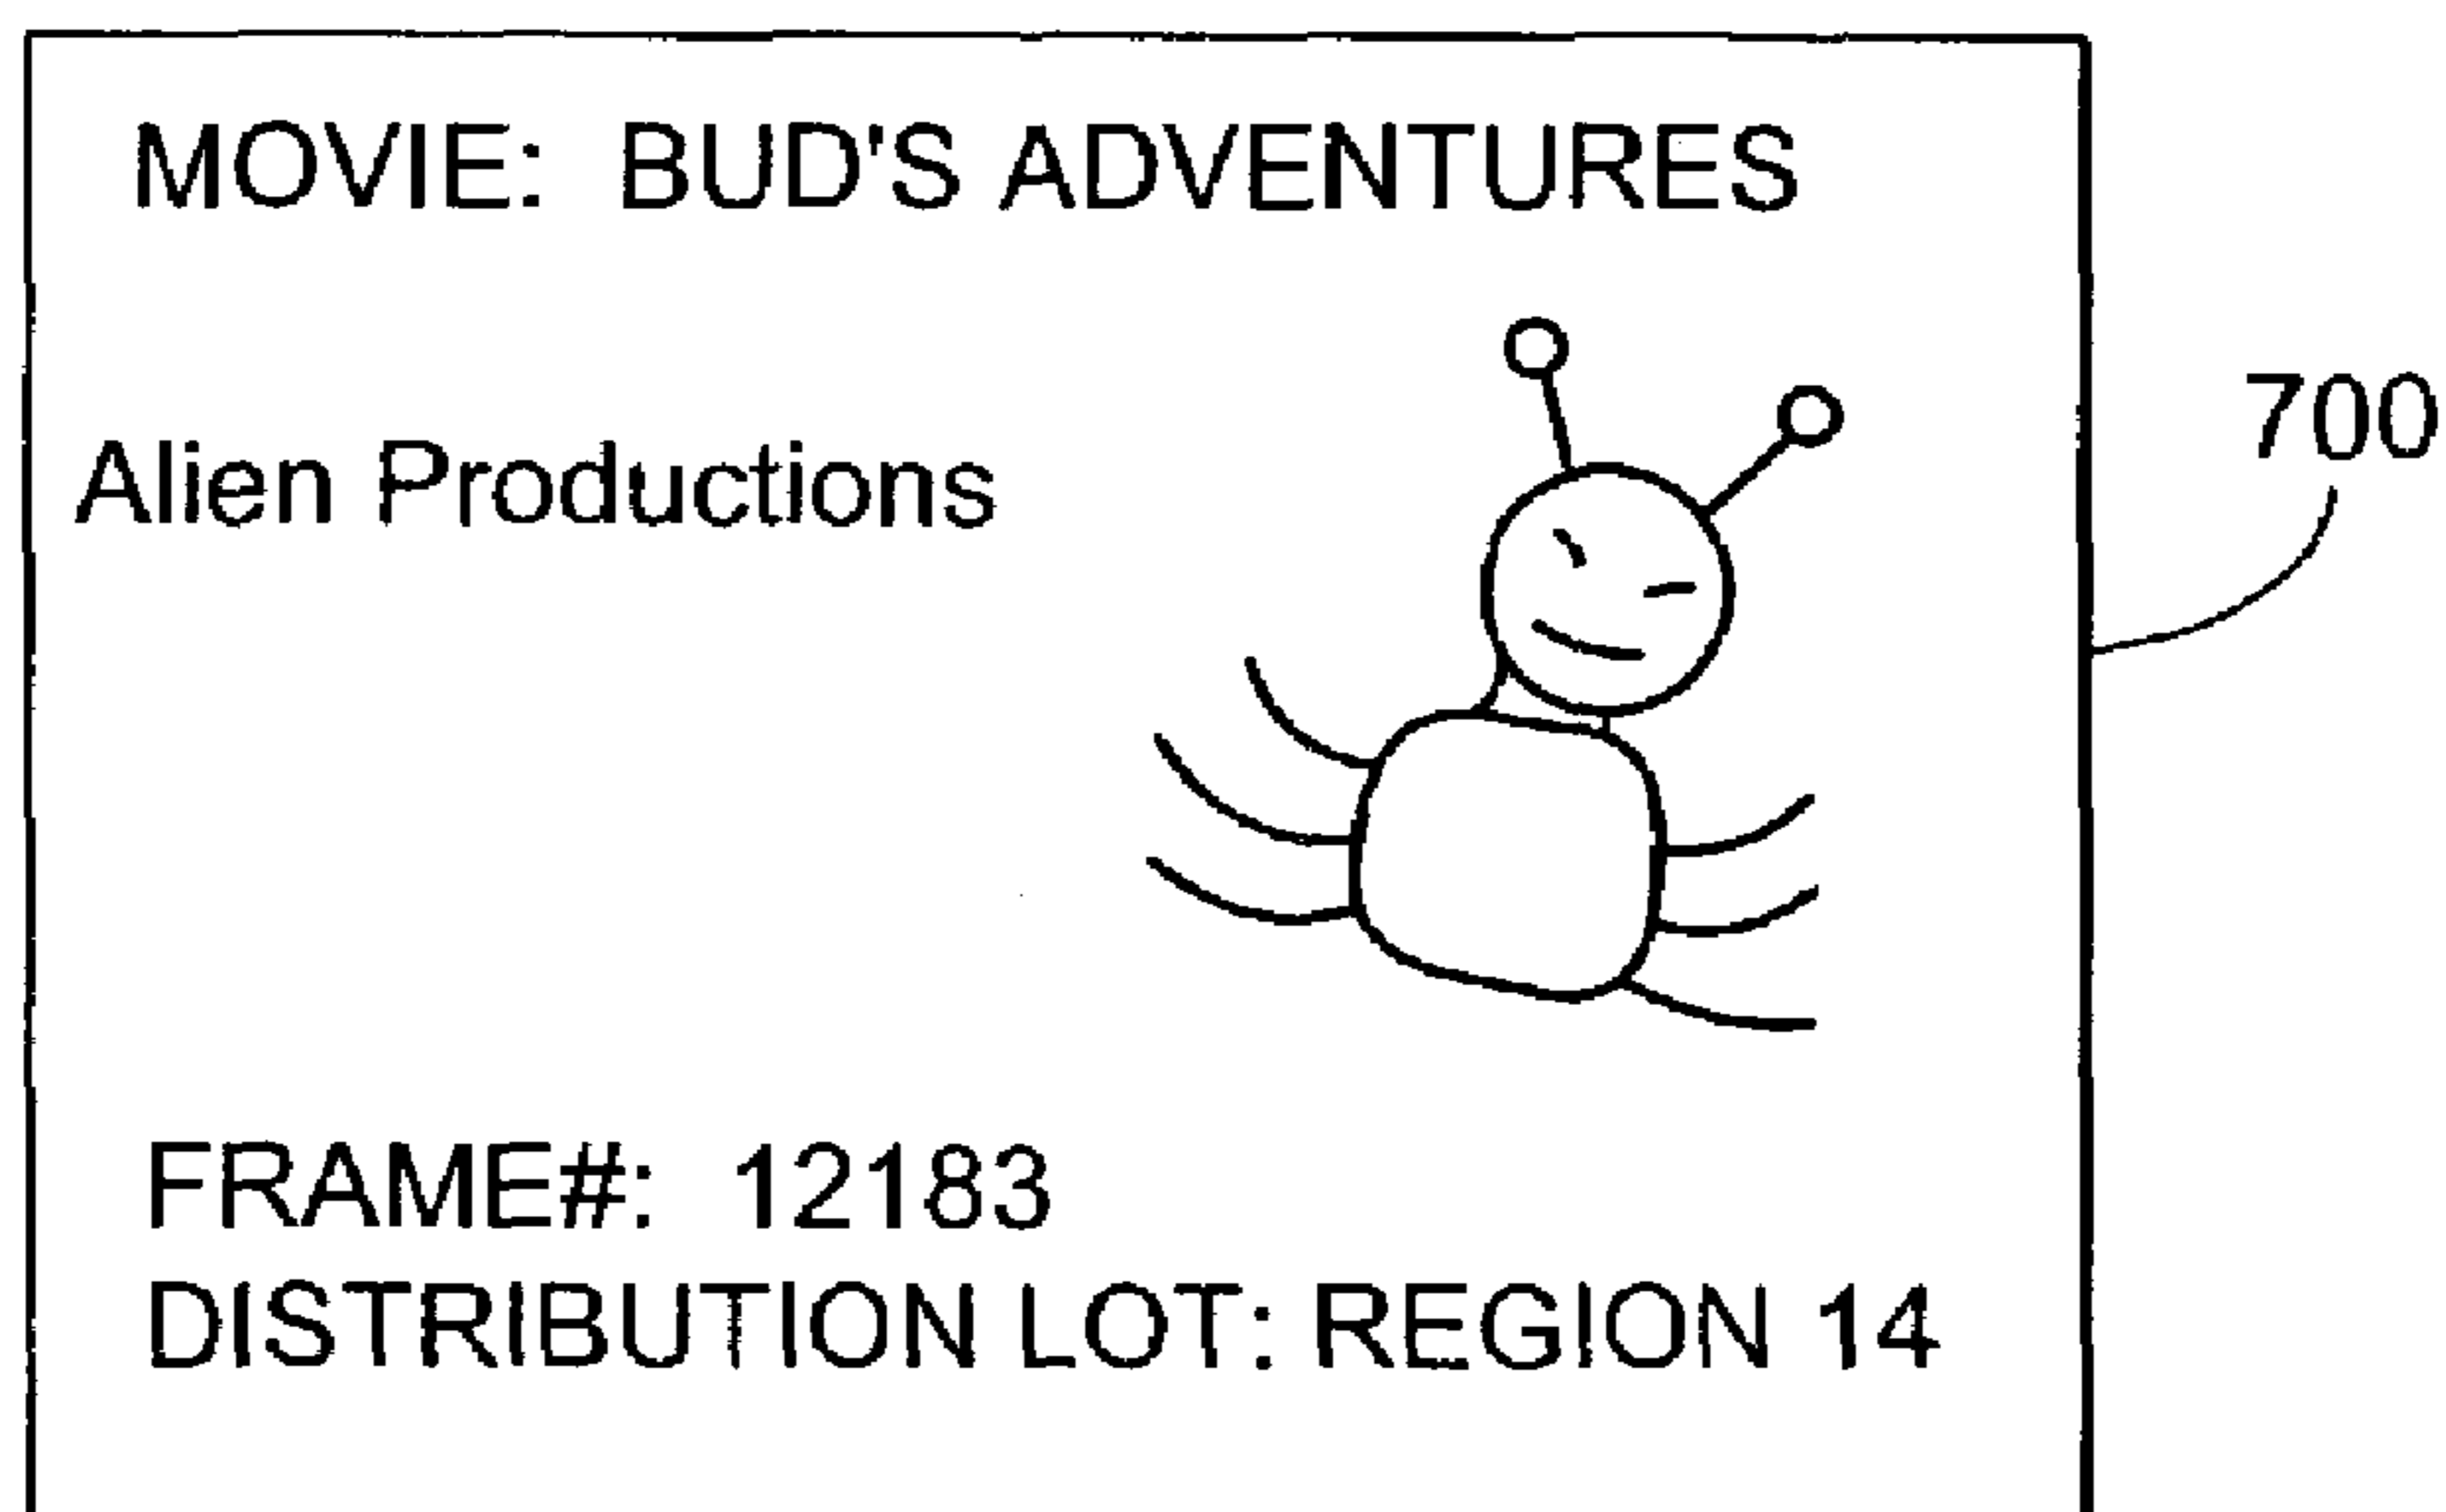 MOVIE: BUD'S ADVENTURES
Alien Productions
700
FRAME#: 12183
DISTRIBUTION LOT: REGION 14